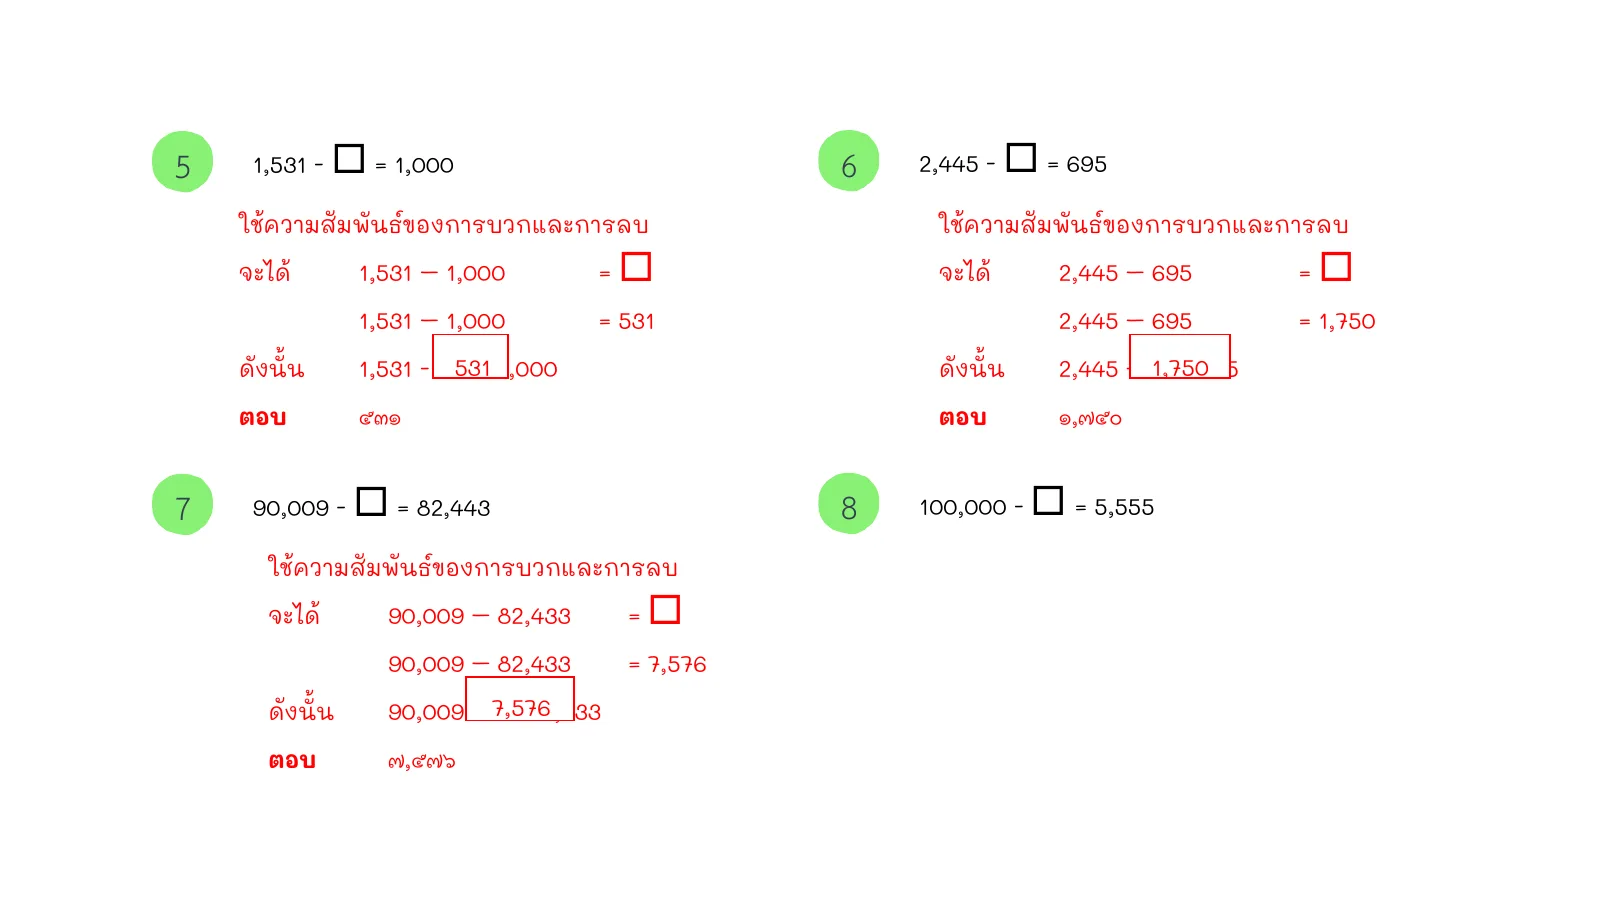 5 1,531 - □ = 1,000
ใช้ความสัมพันธ์ของการบวกและการลบ
จะได้ 1,531 – 1,000 = □
1,531 – 1,000 = 531
ดังนั้น 1,531 - 531 ,000
ตอบ ๕๓๑
6 2,445 - □ = 695
ใช้ความสัมพันธ์ของการบวกและการลบ
จะได้ 2,445 – 695 = □
2,445 – 695 = 1,750
ดังนั้น 2,445 - 1,750 5
ตอบ ๑,๗๕๐
7 90,009 - □ = 82,443
ใช้ความสัมพันธ์ของการบวกและการลบ
จะได้ 90,009 – 82,433 = □
90,009 – 82,433 = 7,576
ดังนั้น 90,009 7,576 33
ตอบ ๗,๕๗๖
8 100,000 - □ = 5,555